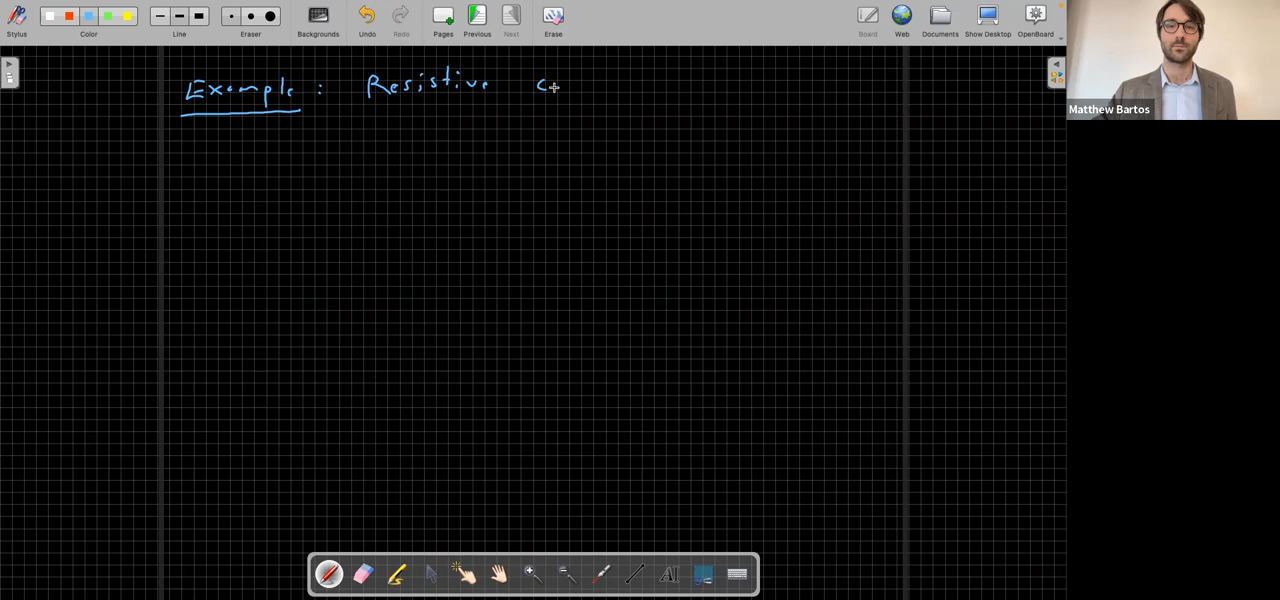 Stylus
Color
Line
Eraser
Backgrounds
Undo
Redo
Pages
Previous
Next
Erase
Board
Web
Documents
Show Desktop
OpenBoard
Matthew Bartos
Example : Resistive c
AI